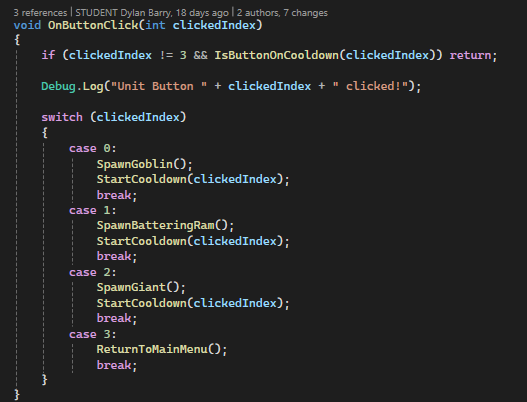 3 references | STUDENT Dylan Barry, 18 days ago | 2 authors, 7 changes
void OnButtonClick(int clickedIndex)
{
    if (clickedIndex != 3 && IsButtonOnCooldown(clickedIndex)) return;

    Debug.Log("Unit Button " + clickedIndex + " clicked!");

    switch (clickedIndex)
    {
        case 0:
            SpawnGoblin();
            StartCooldown(clickedIndex);
            break;
        case 1:
            SpawnBatteringRam();
            StartCooldown(clickedIndex);
            break;
        case 2:
            SpawnGiant();
            StartCooldown(clickedIndex);
            break;
        case 3:
            ReturnToMainMenu();
            break;
    }
}